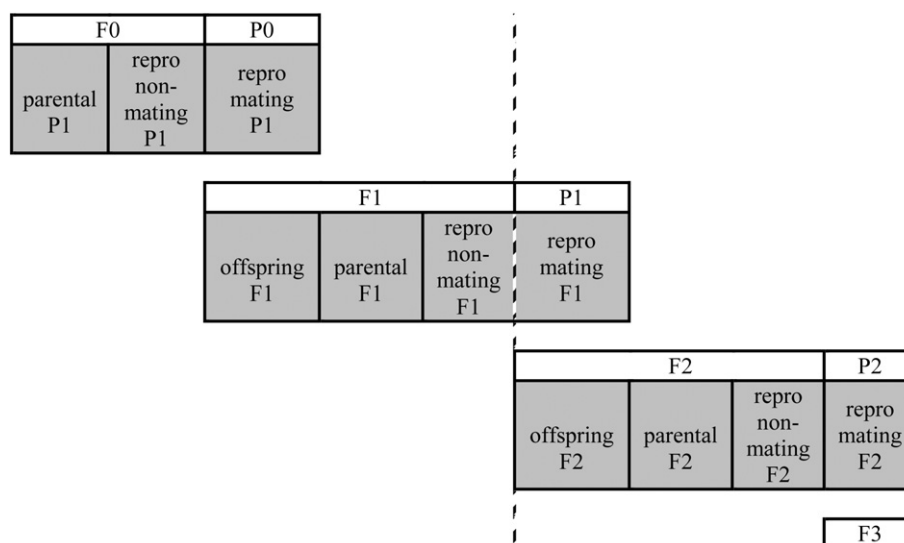 F0
P0
parental
P1
repro
non-
mating
P1
repro
mating
P1
F1
P1
offspring
F1
parental
F1
repro
non-
mating
F1
repro
mating
F1
F2
P2
offspring
F2
parental
F2
repro
non-
mating
F2
repro
mating
F2
F3